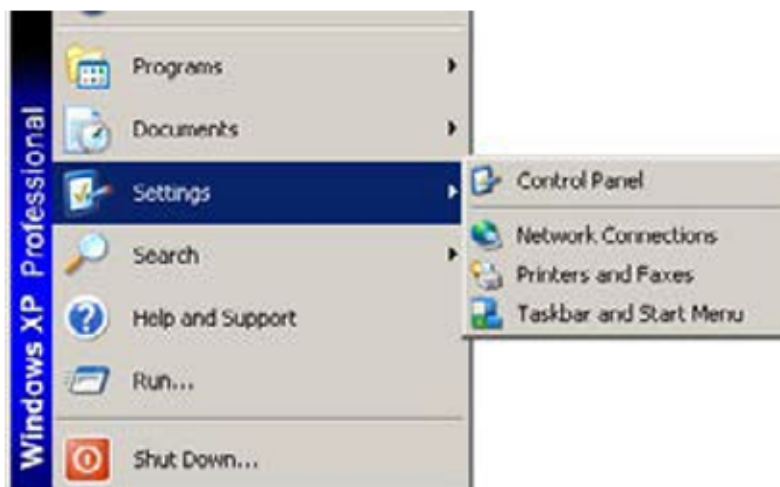 Windows XP Professional
Programs
Documents
Settings
Search
Help and Support
Run...
Shut Down...
Control Panel
Network Connections
Printers and Faxes
Taskbar and Start Menu